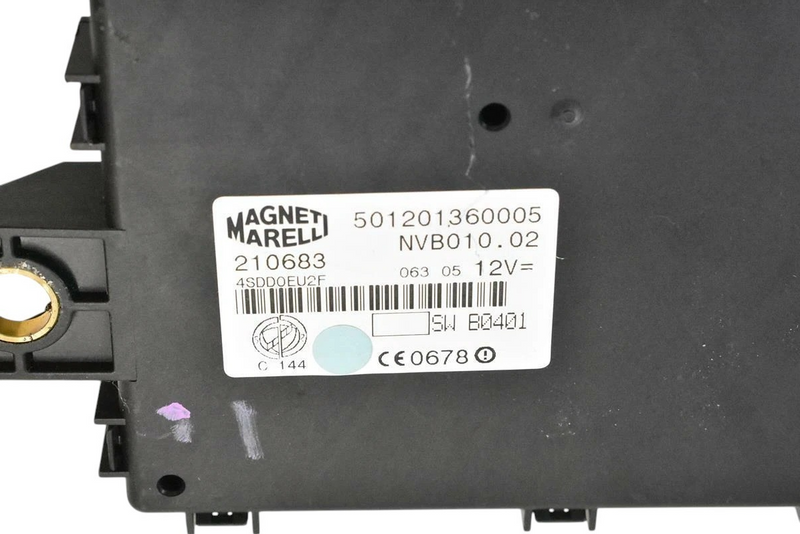 MAGNETI MARELLI 501201360005
NVB010.02
210683 063 05 12V=
4SDD0EU2F
SW B0401
C 144 CE0678